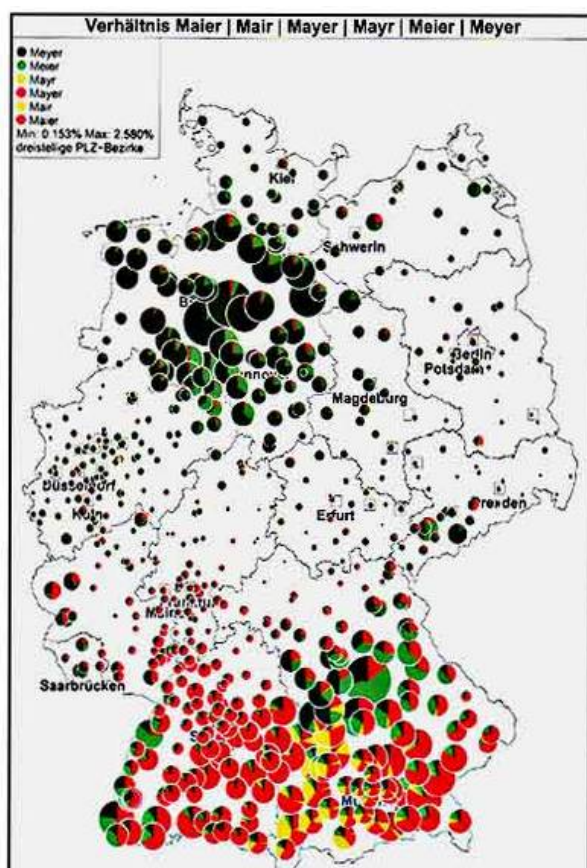 Verhältnis Maier | Mair | Mayer | Mayr | Meier | Meyer
Meyer
Meier
Mayr
Mayer
Mair
Maier
Min: 0.153% Max: 2.580%
dreistellige PLZ-Bezirke
Kiel
Schwerin
Berlin
Potsdam
Magdeburg
Düsseldorf
Köln
Erfurt
Dresden
Saarbrücken